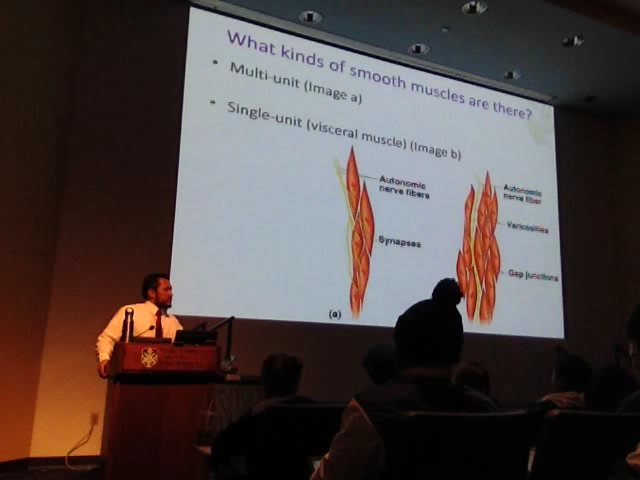 What kinds of smooth muscles are there?
• Multi-unit (Image a)
• Single-unit (visceral muscle) (Image b)
Autonomic
nerve fibers
Synapses
(a)
Autonomic
nerve fiber
Varicosities
Gap junctions